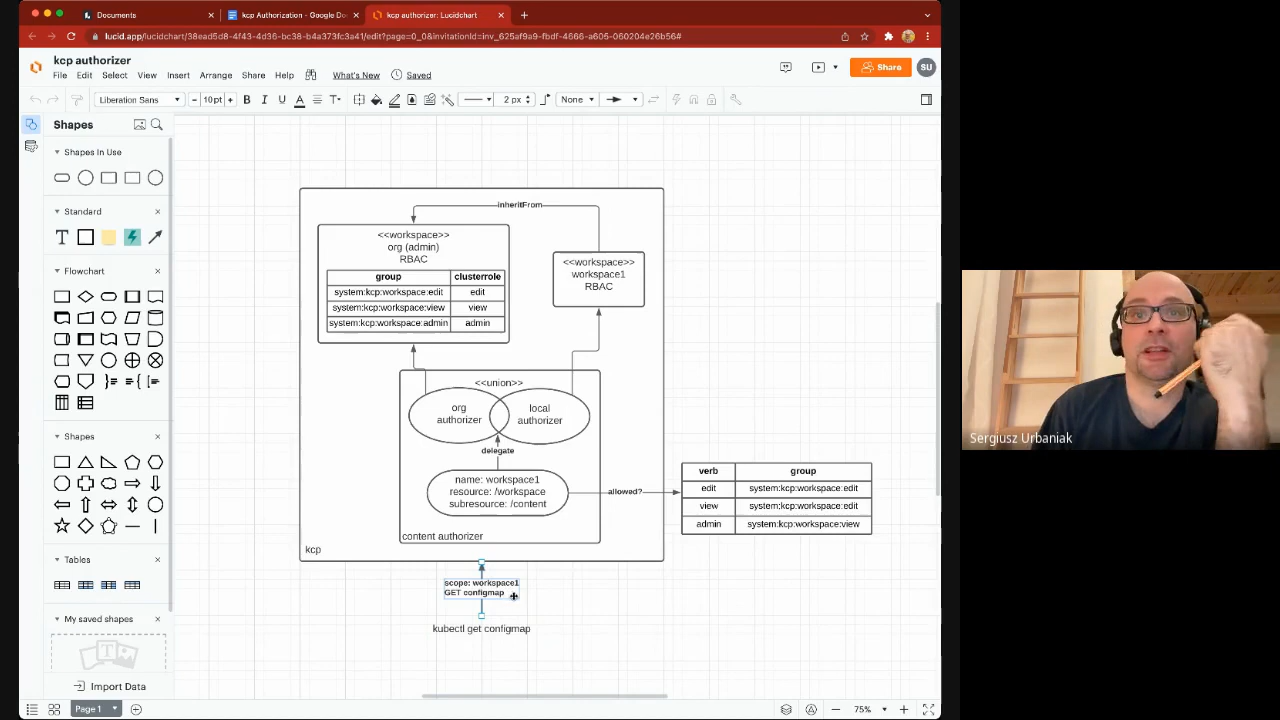 Documents
kcp Authorization - Google Do
kcp authorizer: Lucidchart
lucid.app/lucidchart/38ead5d8-4f43-4d36-bc38-b4a373fc3a41/edit?page=0_0&invitationId=inv_625af9a9-fbdf-4666-a605-060204e26b56#
kcp authorizer
File Edit Select View Insert Arrange Share Help What's New Saved
Share
SU
Liberation Sans
10pt
B I U A T
2 px
None
Shapes
Shapes In Use
Standard
T
Flowchart
Shapes
Tables
My saved shapes
T
Import Data
inheritFrom
<<workspace>>
org (admin)
RBAC
group clusterrole
system:kcp:workspace:edit edit
system:kcp:workspace:view view
system:kcp:workspace:admin admin
<<workspace>>
workspace1
RBAC
<<union>>
org
authorizer
local
authorizer
delegate
name: workspace1
resource: /workspace
subresource: /content
allowed?
content authorizer
kcp
verb group
edit system:kcp:workspace:edit
view system:kcp:workspace:edit
admin system:kcp:workspace:view
scope: workspace1
GET configmap
kubectl get configmap
Page 1
75%
Sergiusz Urbaniak